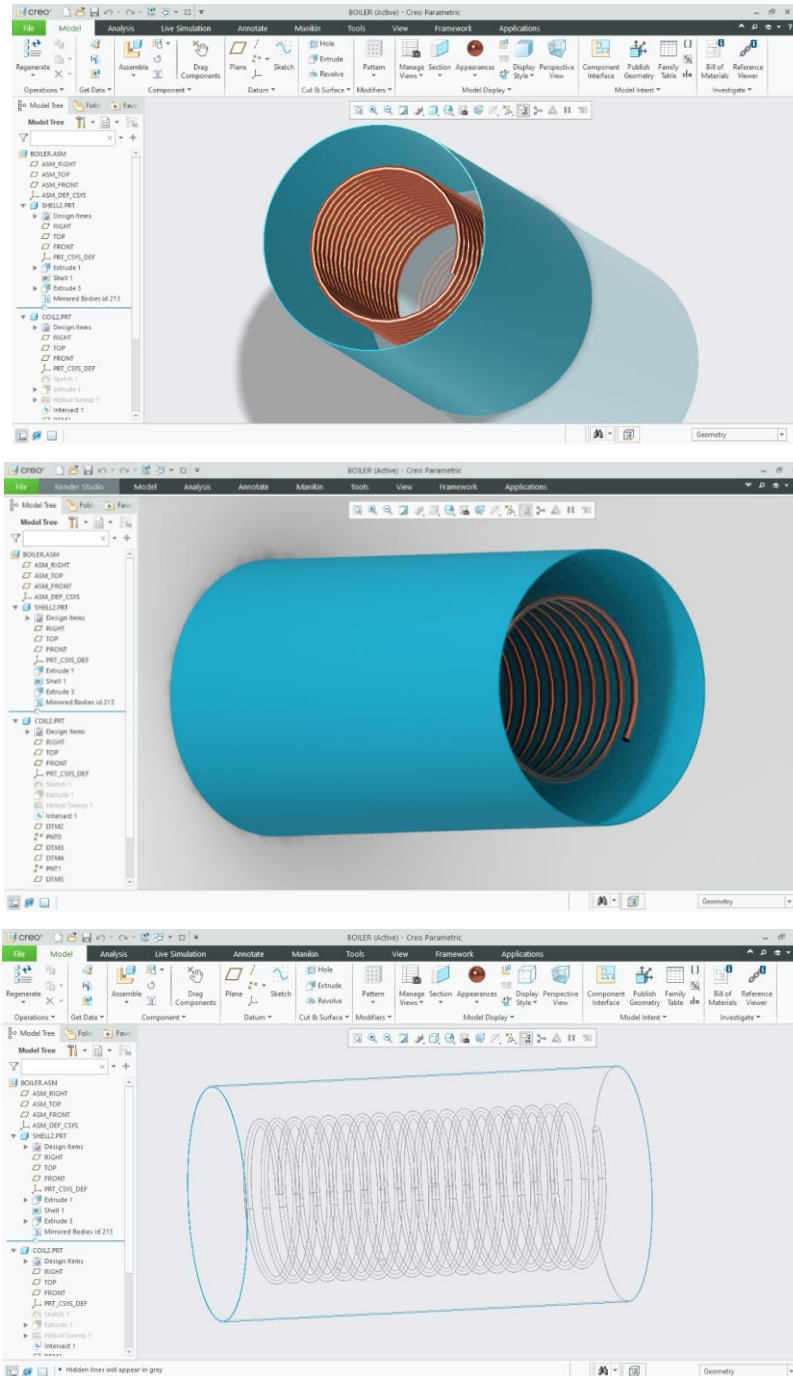 creo BOILER (Active) - Creo Parametric
File Model Analysis Live Simulation Annotate Manikin Tools View Framework Applications
Regenerate Assemble Drag Components Plane Sketch Hole Extrude Revolve Pattern Manage Views Section Appearances Display Style Perspective View Component Interface Publish Geometry Family Table d= Bill of Materials Reference Viewer
Operations Get Data Component Datum Cut & Surface Modifiers Model Display Model Intent Investigate
Model Tree Fold Favo
Model Tree
BOILER.ASM
ASM_RIGHT
ASM_TOP
ASM_FRONT
ASM_DEF_CSYS
SHELL2.PRT
Design Items
RIGHT
TOP
FRONT
PRT_CSYS_DEF
Extrude 1
Shell 1
Extrude 3
Mirrored Bodies id 213
COIL2.PRT
Design Items
RIGHT
TOP
FRONT
PRT_CSYS_DEF
Sketch 1
Extrude 1
Helical Sweep 1
Intersect 1
Geometry
creo BOILER (Active) - Creo Parametric
File Render Studio Model Analysis Annotate Manikin Tools View Framework Applications
Model Tree Fold Favo
Model Tree
BOILER.ASM
ASM_RIGHT
ASM_TOP
ASM_FRONT
ASM_DEF_CSYS
SHELL2.PRT
Design Items
RIGHT
TOP
FRONT
PRT_CSYS_DEF
Extrude 1
Shell 1
Extrude 3
Mirrored Bodies id 213
COIL2.PRT
Design Items
RIGHT
TOP
FRONT
PRT_CSYS_DEF
Sketch 1
Extrude 1
Helical Sweep 1
Intersect 1
DTM2
PNT0
DTM3
DTM4
PNT1
DTM5
Geometry
creo BOILER (Active) - Creo Parametric
File Model Analysis Live Simulation Annotate Manikin Tools View Framework Applications
Regenerate Assemble Drag Components Plane Sketch Hole Extrude Revolve Pattern Manage Views Section Appearances Display Style Perspective View Component Interface Publish Geometry Family Table d= Bill of Materials Reference Viewer
Operations Get Data Component Datum Cut & Surface Modifiers Model Display Model Intent Investigate
Model Tree Fold Favo
Model Tree
BOILER.ASM
ASM_RIGHT
ASM_TOP
ASM_FRONT
ASM_DEF_CSYS
SHELL2.PRT
Design Items
RIGHT
TOP
FRONT
PRT_CSYS_DEF
Extrude 1
Shell 1
Extrude 3
Mirrored Bodies id 213
COIL2.PRT
Design Items
RIGHT
TOP
FRONT
PRT_CSYS_DEF
Sketch 1
Extrude 1
Helical Sweep 1
Intersect 1
Hidden lines will appear in grey Geometry